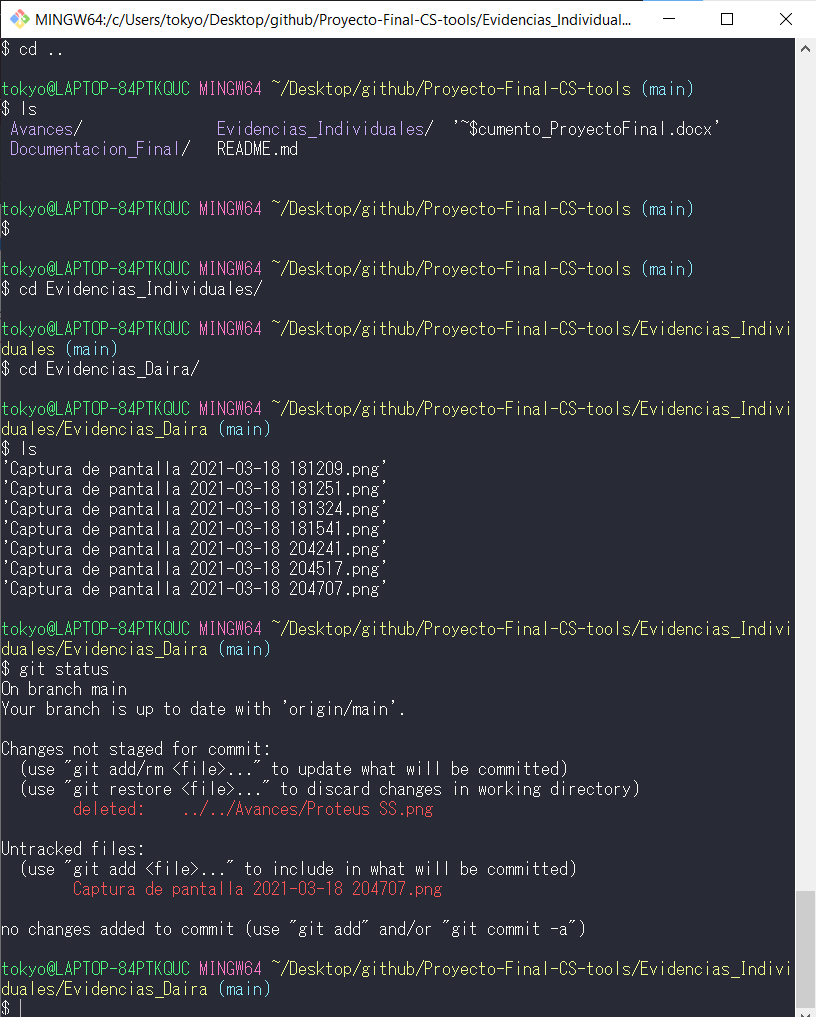 MINGW64:/c/Users/tokyo/Desktop/github/Proyecto-Final-CS-tools/Evidencias_Individual...
$ cd ..
tokyo@LAPTOP-84PTKQUC MINGW64 ~/Desktop/github/Proyecto-Final-CS-tools (main)
$ ls
Avances/ Evidencias_Individuales/ '~$cumento_ProyectoFinal.docx'
Documentacion_Final/ README.md
tokyo@LAPTOP-84PTKQUC MINGW64 ~/Desktop/github/Proyecto-Final-CS-tools (main)
$
tokyo@LAPTOP-84PTKQUC MINGW64 ~/Desktop/github/Proyecto-Final-CS-tools (main)
$ cd Evidencias_Individuales/
tokyo@LAPTOP-84PTKQUC MINGW64 ~/Desktop/github/Proyecto-Final-CS-tools/Evidencias_Indivi
duales (main)
$ cd Evidencias_Daira/
tokyo@LAPTOP-84PTKQUC MINGW64 ~/Desktop/github/Proyecto-Final-CS-tools/Evidencias_Indivi
duales/Evidencias_Daira (main)
$ ls
'Captura de pantalla 2021-03-18 181209.png'
'Captura de pantalla 2021-03-18 181251.png'
'Captura de pantalla 2021-03-18 181324.png'
'Captura de pantalla 2021-03-18 181541.png'
'Captura de pantalla 2021-03-18 204241.png'
'Captura de pantalla 2021-03-18 204517.png'
'Captura de pantalla 2021-03-18 204707.png'
tokyo@LAPTOP-84PTKQUC MINGW64 ~/Desktop/github/Proyecto-Final-CS-tools/Evidencias_Indivi
duales/Evidencias_Daira (main)
$ git status
On branch main
Your branch is up to date with 'origin/main'.
Changes not staged for commit:
(use "git add/rm <file>..." to update what will be committed)
(use "git restore <file>..." to discard changes in working directory)
deleted: ../../Avances/Proteus SS.png
Untracked files:
(use "git add <file>..." to include in what will be committed)
Captura de pantalla 2021-03-18 204707.png
no changes added to commit (use "git add" and/or "git commit -a")
tokyo@LAPTOP-84PTKQUC MINGW64 ~/Desktop/github/Proyecto-Final-CS-tools/Evidencias_Indivi
duales/Evidencias_Daira (main)
$